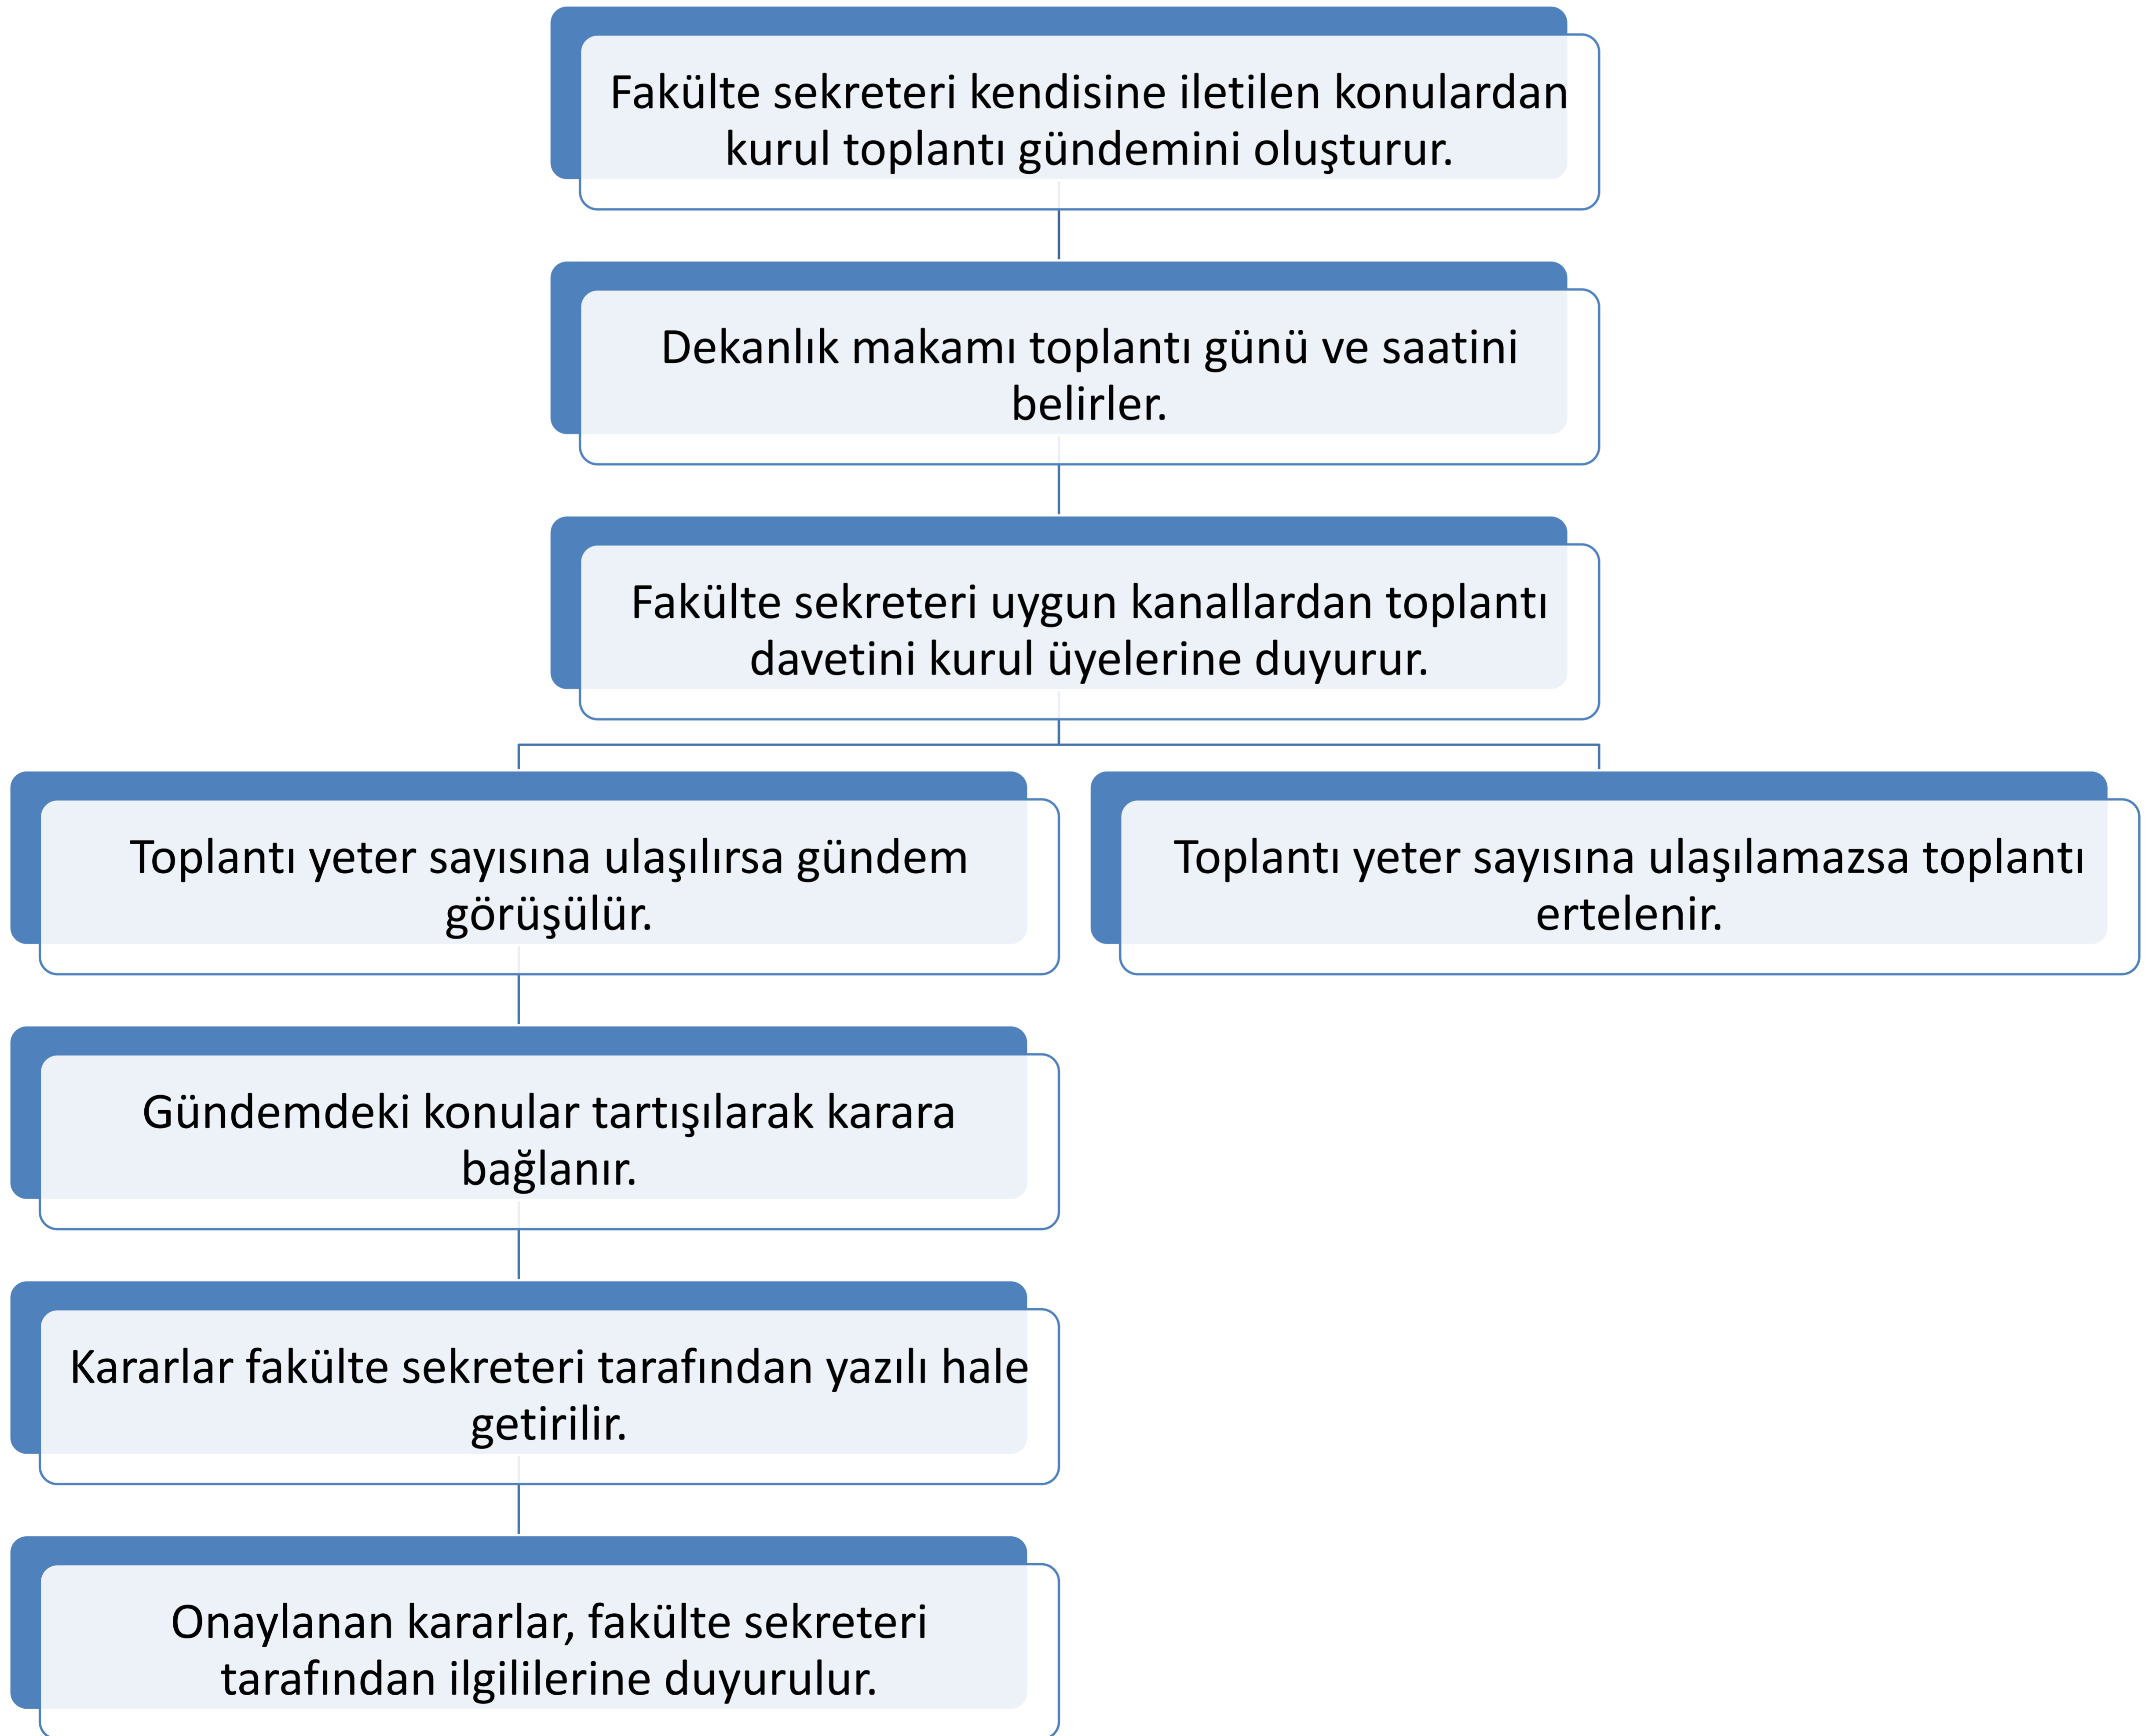 Fakülte sekreteri kendisine iletilen konulardan
kurul toplantı gündemini oluşturur.
Dekanlık makamı toplantı günü ve saatini
belirler.
Fakülte sekreteri uygun kanallardan toplantı
davetini kurul üyelerine duyurur.
Toplantı yeter sayısına ulaşılırsa gündem
görüşülür.
Toplantı yeter sayısına ulaşılamazsa toplantı
ertelenir.
Gündemdeki konular tartışılarak karara
bağlanır.
Kararlar fakülte sekreteri tarafından yazılı hale
getirilir.
Onaylanan kararlar, fakülte sekreteri
tarafından ilgililerine duyurulur.